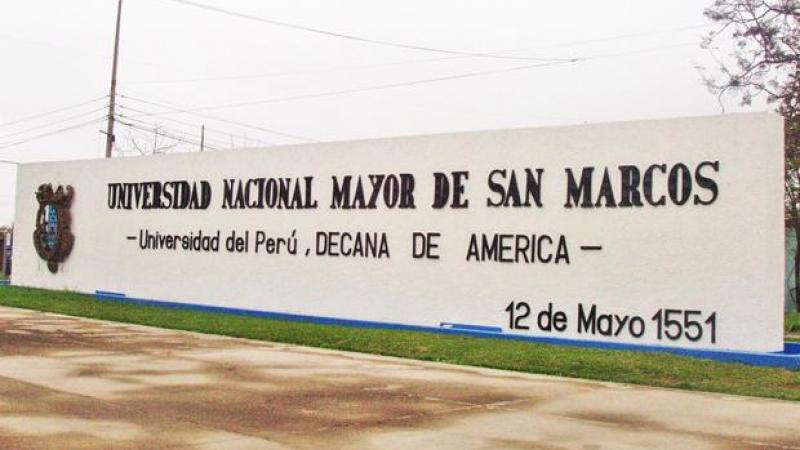 UNIVERSIDAD NACIONAL MAYOR DE SAN MARCOS
– Universidad del Perú, DECANA DE AMERICA –
12 de Mayo 1551